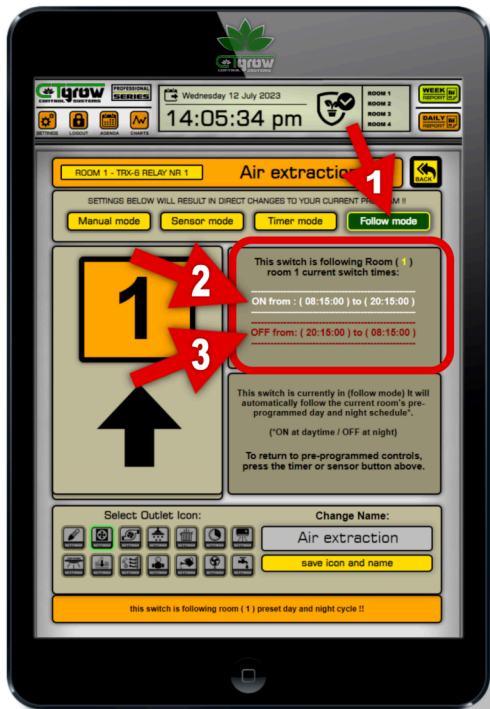 CTgrow
CONTROL SYSTEMS
CTgrow
CONTROL SYSTEMS
PROFESSIONAL
SERIES
SETTINGS
LOGOUT
AGENDA
CHARTS
Wednesday 12 July 2023
14:05:34 pm
ROOM 1
ROOM 2
ROOM 3
ROOM 4
WEEK
REPORT
DAILY
REPORT
ROOM 1 - TRX-6 RELAY NR 1
Air extractio
BACK
1
SETTINGS BELOW WILL RESULT IN DIRECT CHANGES TO YOUR CURRENT PR AM !!
Manual mode
Sensor mode
Timer mode
Follow mode
1
2
3
This switch is following Room ( 1 )
room 1 current switch times:
ON from : ( 08:15:00 ) to ( 20:15:00 )
OFF from: ( 20:15:00 ) to ( 08:15:00 )
This switch is currently in (follow mode) It will
automatically follow the current room's pre-
programmed day and night schedule*.
(*ON at daytime / OFF at night)
To return to pre-programmed controls,
press the timer or sensor button above.
Select Outlet Icon:
Change Name:
Air extraction
save icon and name
this switch is following room ( 1 ) preset day and night cycle !!